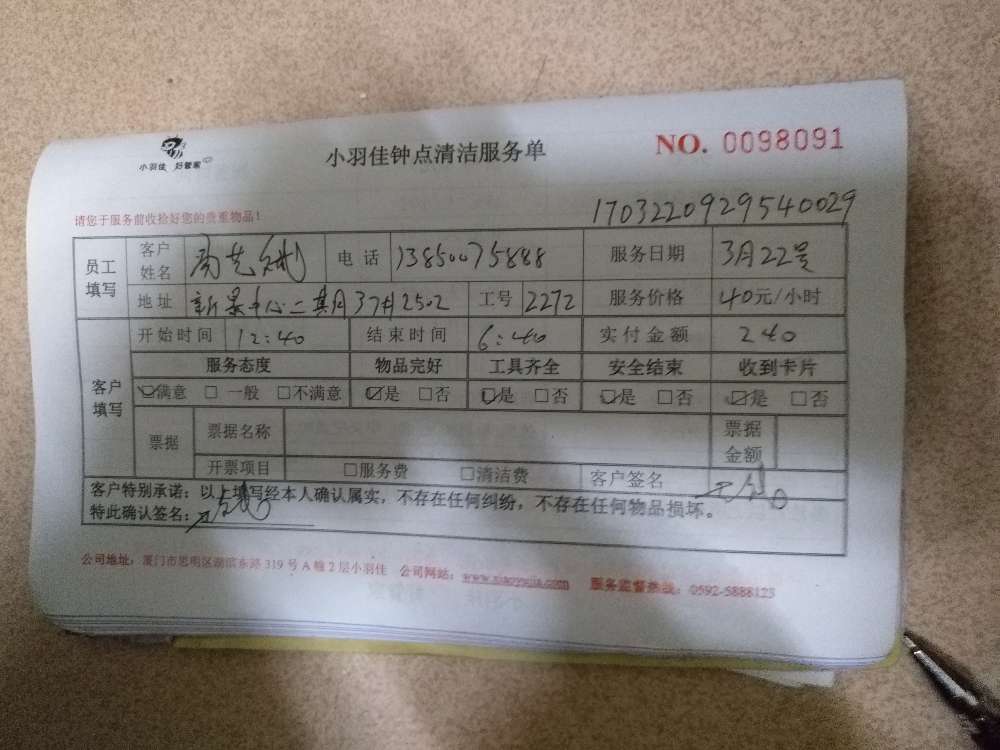 小羽佳 好管家
小羽佳钟点清洁服务单
NO. 0098091
请您于服务前收拾好您的贵重物品！
1703220929540029
员工填写 客户姓名 电话 13850075888 服务日期 3月22号
地址 新景中心二期 37#2502 工号 2272 服务价格 40元/小时
客户填写 开始时间 12:40 结束时间 6:40 实付金额 240
服务态度 物品完好 工具齐全 安全结束 收到卡片
☑满意 □一般 □不满意 ☑是 □否 ☑是 □否 ☑是 □否 ☑是 □否
票据 票据名称 票据金额
开票项目 □服务费 □清洁费 客户签名
客户特别承诺：以上填写经本人确认属实，不存在任何纠纷，不存在任何物品损坏。
特此确认签名：
公司地址：厦门市思明区湖滨东路319号A幢2层小羽佳 公司网站：www.xiaoyujia.com 服务监督热线：0592-5888123